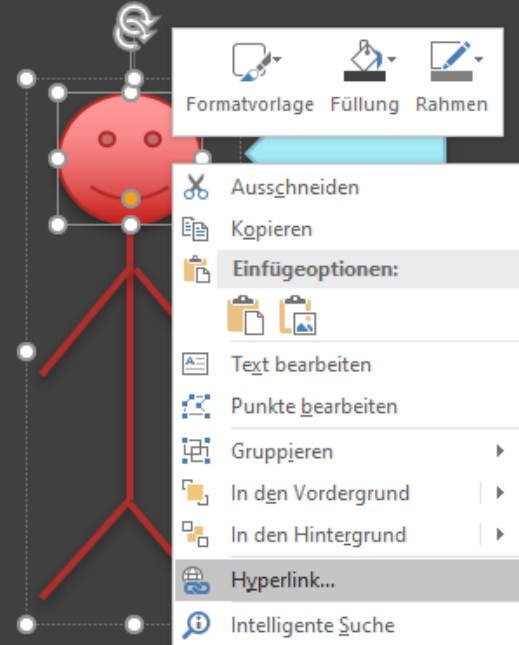 Formatvorlage Füllung Rahmen
Ausschneiden
Kopieren
Einfügeoptionen:
Text bearbeiten
Punkte bearbeiten
Gruppieren
In den Vordergrund
In den Hintergrund
Hyperlink...
Intelligente Suche